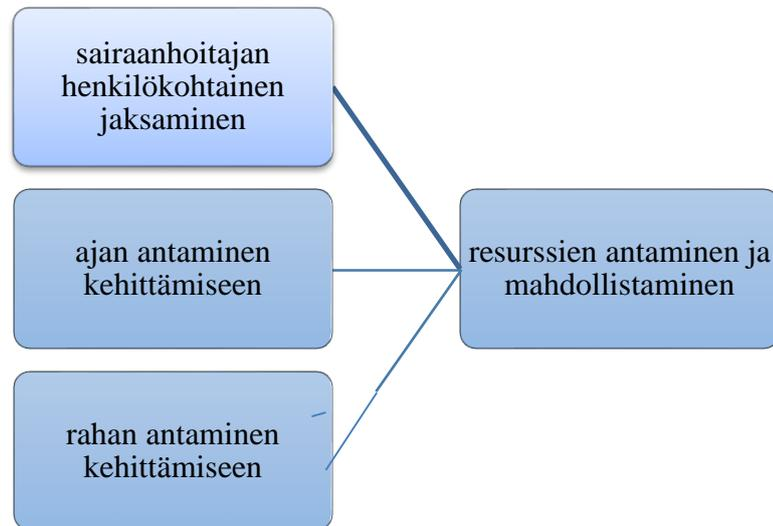 sairaanhoitajan
henkilökohtainen
jaksaminen
ajan antaminen
kehittämiseen
rahan antaminen
kehittämiseen
resurssien antaminen ja
mahdollistaminen